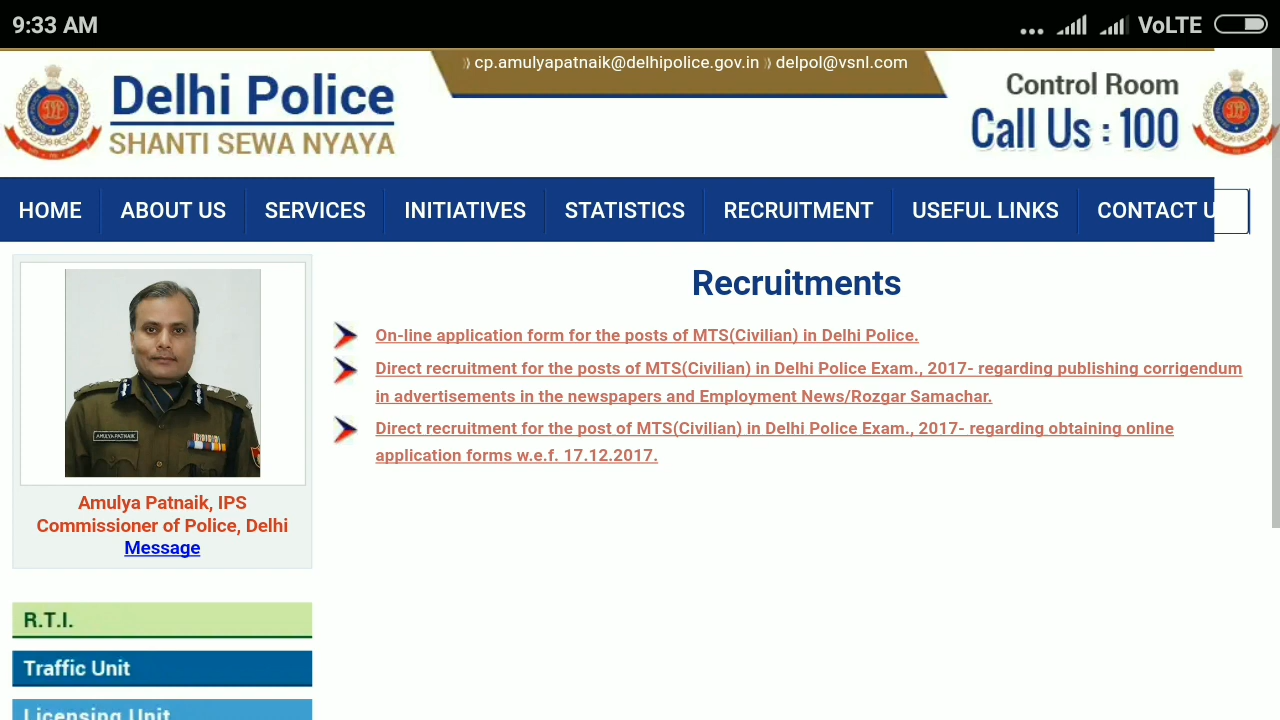 9:33 AM
... VoLTE
⟩⟩ cp.amulyapatnaik@delhipolice.gov.in ⟩⟩ delpol@vsnl.com
Delhi Police
SHANTI SEWA NYAYA
Control Room
Call Us : 100
HOME ABOUT US SERVICES INITIATIVES STATISTICS RECRUITMENT USEFUL LINKS CONTACT U
Recruitments
On-line application form for the posts of MTS(Civilian) in Delhi Police.
Direct recruitment for the posts of MTS(Civilian) in Delhi Police Exam., 2017- regarding publishing corrigendum
in advertisements in the newspapers and Employment News/Rozgar Samachar.
Direct recruitment for the post of MTS(Civilian) in Delhi Police Exam., 2017- regarding obtaining online
application forms w.e.f. 17.12.2017.
AMULYA PATNAIK
Amulya Patnaik, IPS
Commissioner of Police, Delhi
Message
R.T.I.
Traffic Unit
Licensing Unit